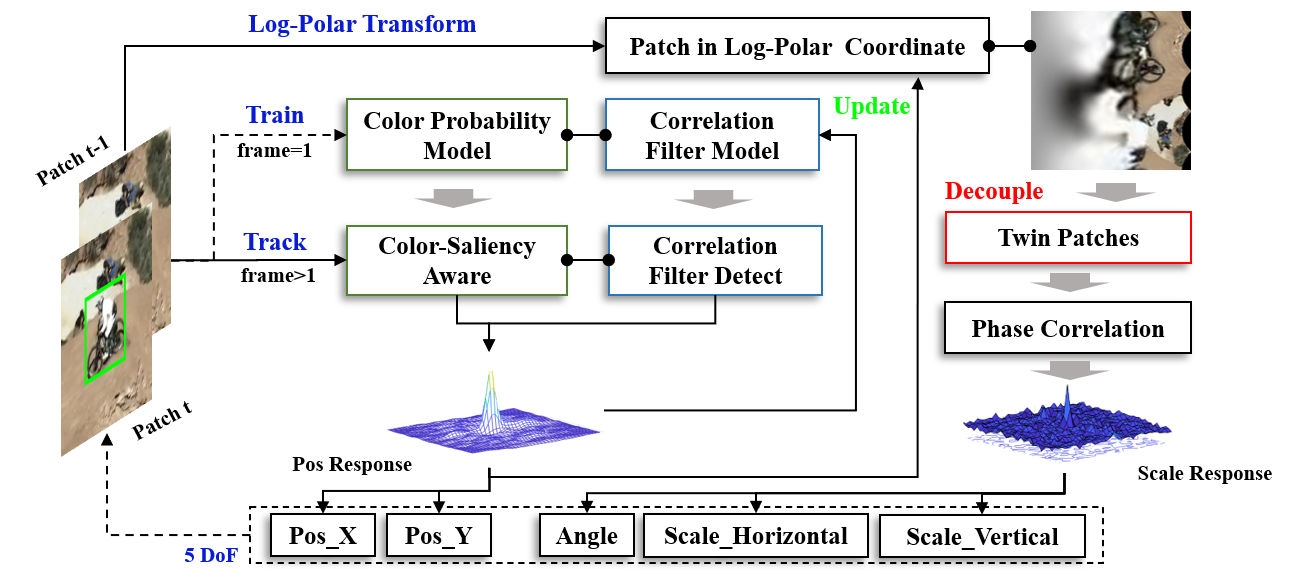 Log-Polar Transform
Patch in Log-Polar Coordinate
Patch t-1
Train
frame=1
Color Probability
Model
Correlation
Filter Model
Update
Decouple
Track
frame>1
Color-Saliency
Aware
Correlation
Filter Detect
Twin Patches
Phase Correlation
Patch t
Pos Response
Scale Response
5 DoF
Pos_X
Pos_Y
Angle
Scale_Horizontal
Scale_Vertical